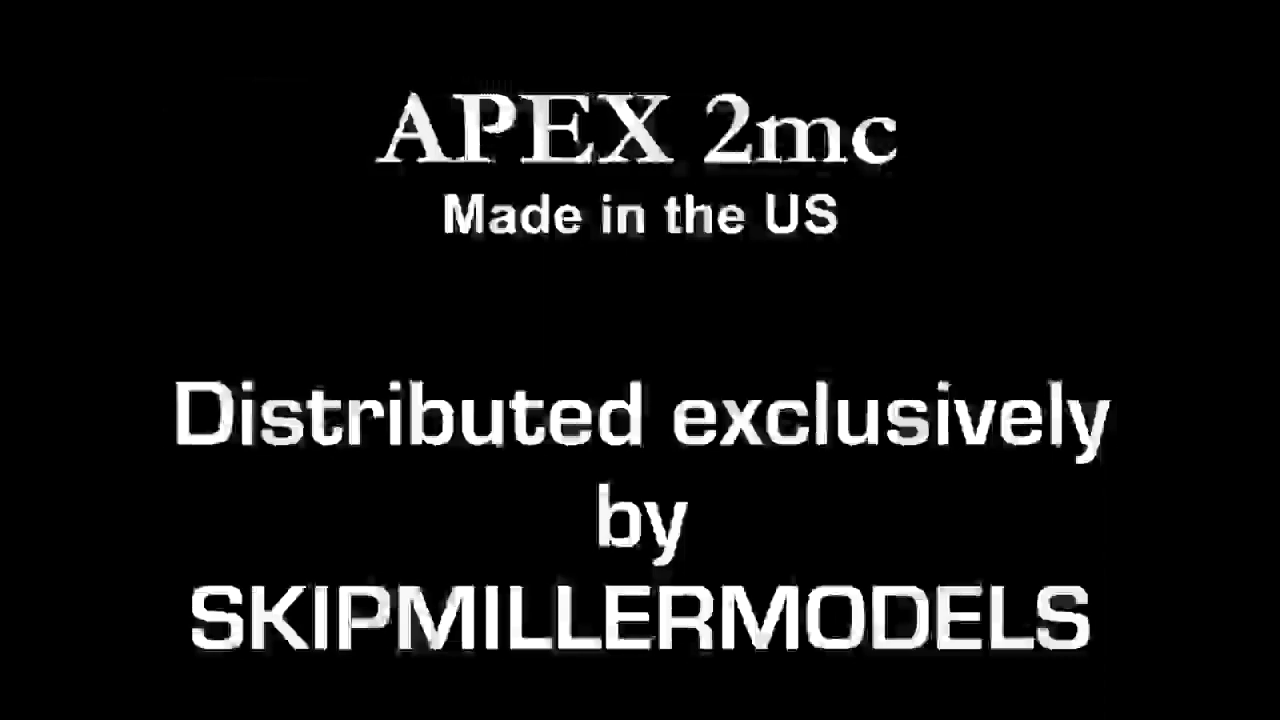 APEX 2mc
Made in the US
Distributed exclusively
by
SKIPMILLERMODELS